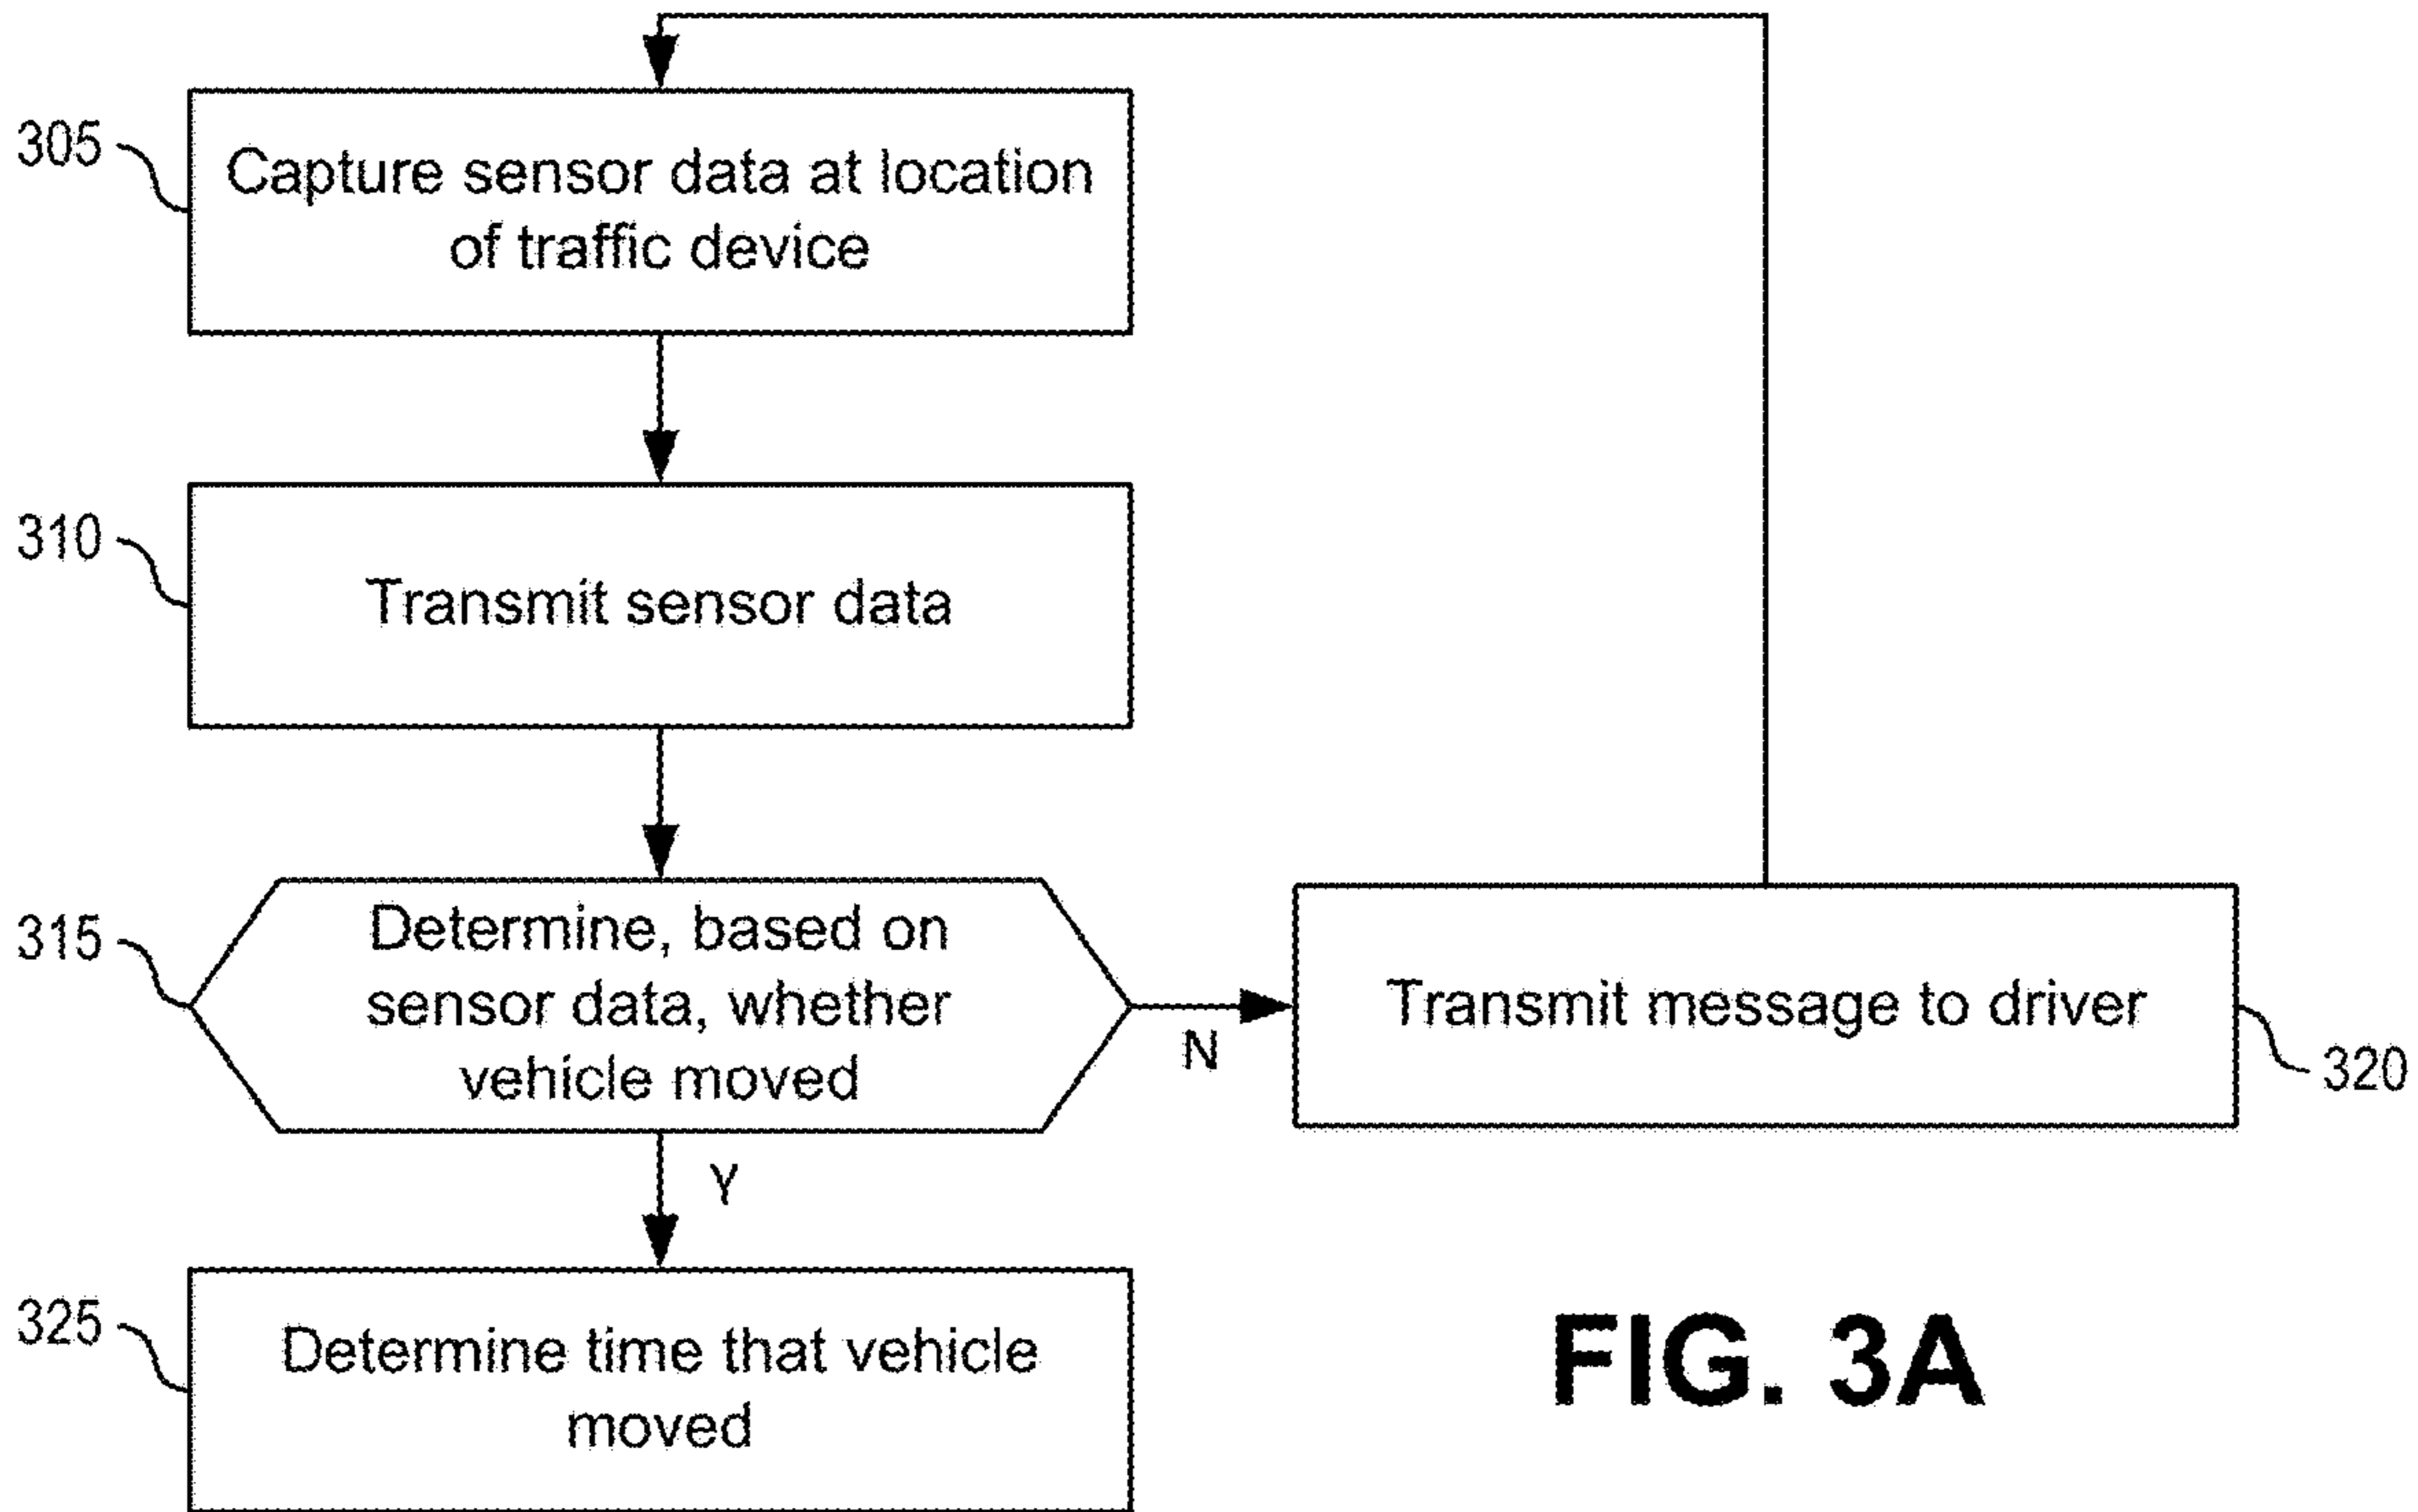 305
Capture sensor data at location
of traffic device
310
Transmit sensor data
315
Determine, based on
sensor data, whether
vehicle moved
N
Transmit message to driver
320
Y
325
Determine time that vehicle
moved
FIG. 3A